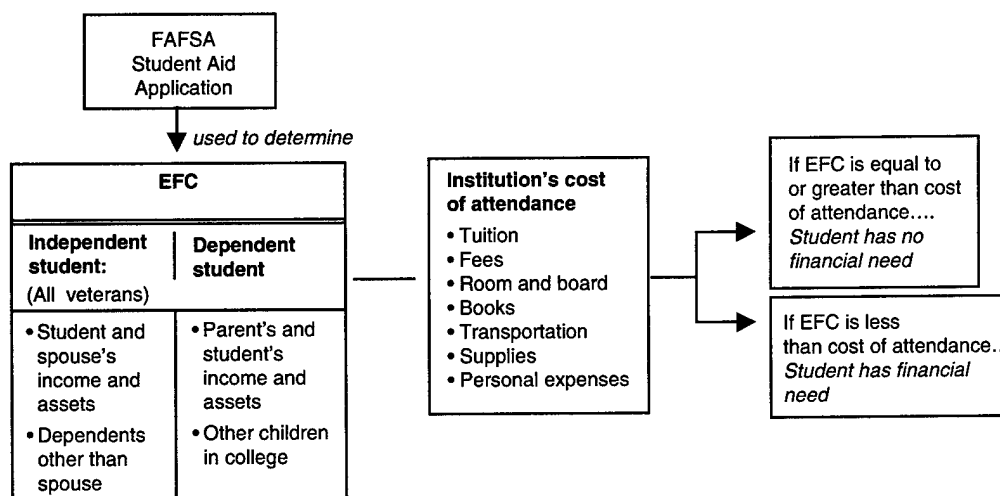 FAFSA
Student Aid
Application
used to determine
EFC
Independent
student:
(All veterans)
Dependent
student
• Student and
spouse's
income and
assets
• Dependents
other than
spouse
• Parent's and
student's
income and
assets
• Other children
in college
Institution's cost
of attendance
• Tuition
• Fees
• Room and board
• Books
• Transportation
• Supplies
• Personal expenses
If EFC is equal to
or greater than cost
of attendance....
Student has no
financial need
If EFC is less
than cost of attendance..
Student has financial
need